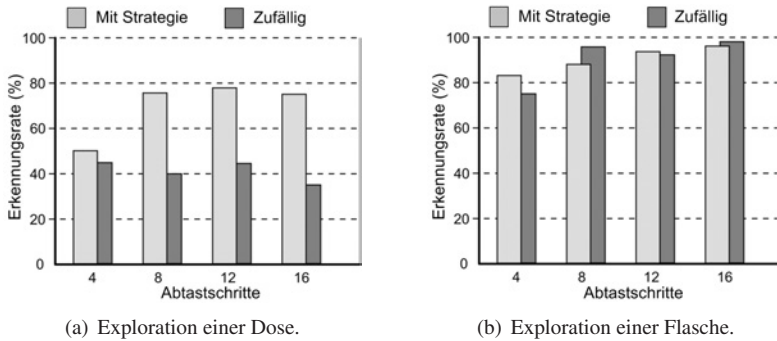 Mit Strategie Zufällig
Erkennungsrate (%)
100
80
60
40
20
0
4 8 12 16
Abtastschritte
(a) Exploration einer Dose.
Mit Strategie Zufällig
Erkennungsrate (%)
100
80
60
40
20
0
4 8 12 16
Abtastschritte
(b) Exploration einer Flasche.